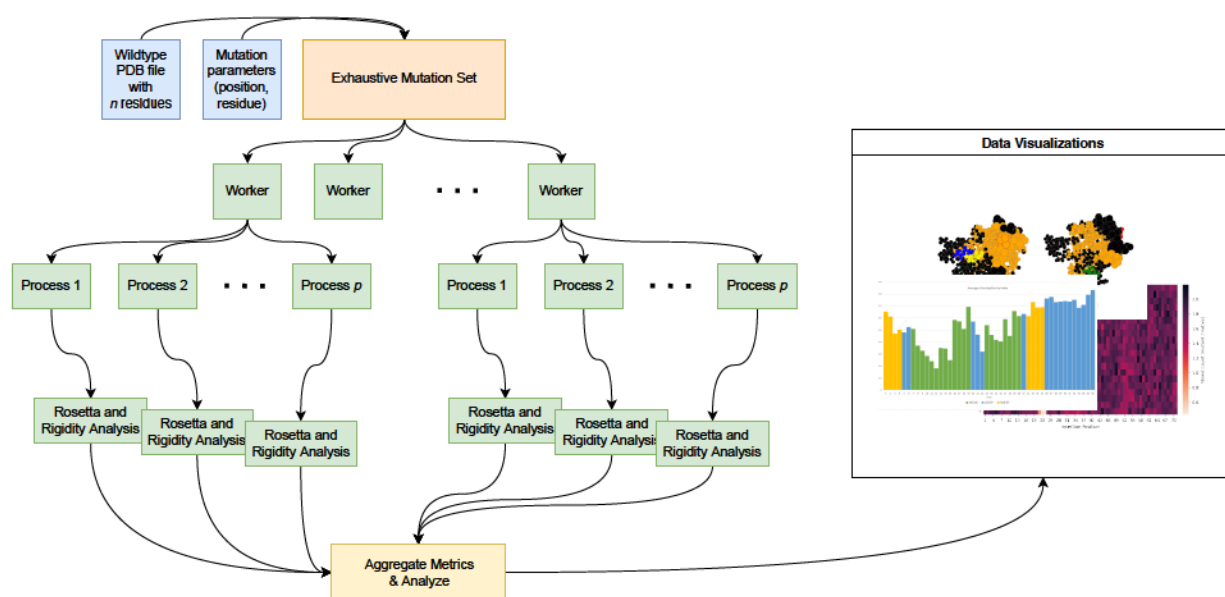 Wildtype
PDB file
with
n residues
Mutation
parameters
(position,
residue)
Exhaustive Mutation Set
Data Visualizations
Worker
Worker
. . .
Worker
Process 1
Process 2
. . .
Process p
Process 1
Process 2
. . .
Process p
Rosetta and
Rigidity Analysis
Rosetta and
Rigidity Analysis
Rosetta and
Rigidity Analysis
Rosetta and
Rigidity Analysis
Rosetta and
Rigidity Analysis
Rosetta and
Rigidity Analysis
Aggregate Metrics
& Analyze